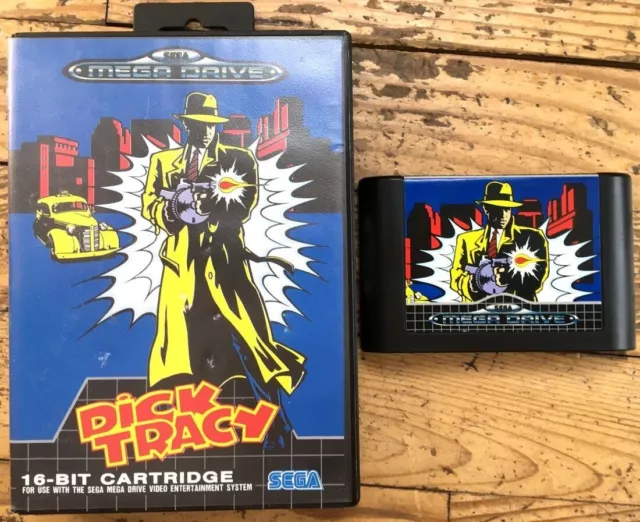 SEGA
MEGA DRIVE
DICK
TRACY
16-BIT CARTRIDGE
FOR USE WITH THE SEGA MEGA DRIVE VIDEO ENTERTAINMENT SYSTEM
SEGA
SEGA
MEGA DRIVE